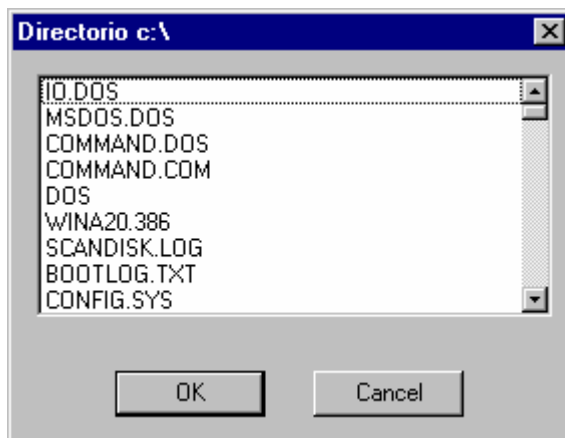 Directorio c:\
IO.DOS
MSDOS.DOS
COMMAND.DOS
COMMAND.COM
DOS
WINA20.386
SCANDISK.LOG
BOOTLOG.TXT
CONFIG.SYS
OK
Cancel